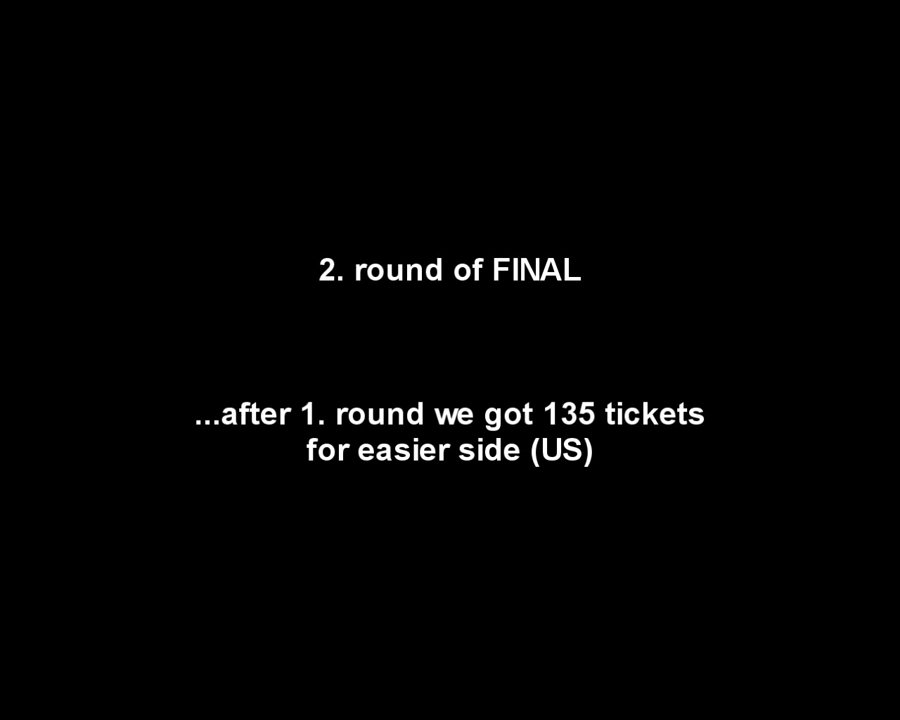 2. round of FINAL
...after 1. round we got 135 tickets
for easier side (US)